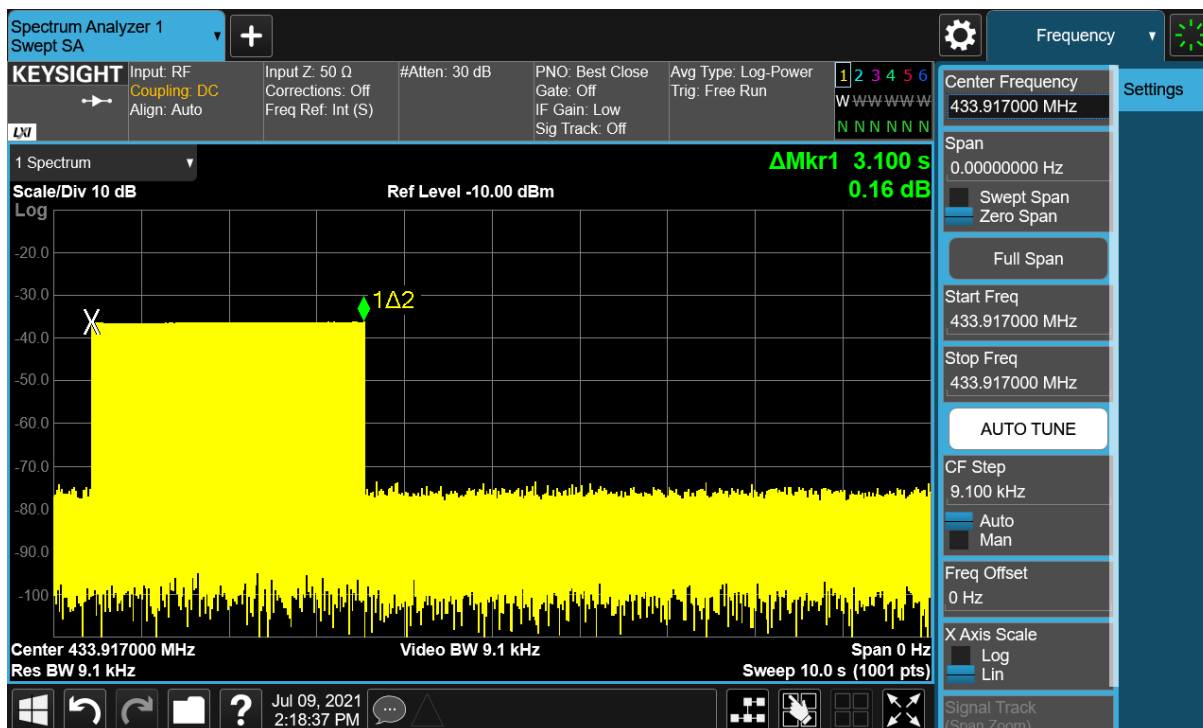 Spectrum Analyzer 1
Swept SA
Frequency
KEYSIGHT
LXI
Input: RF
Coupling: DC
Align: Auto
Input Z: 50 Ω
Corrections: Off
Freq Ref: Int (S)
#Atten: 30 dB
PNO: Best Close
Gate: Off
IF Gain: Low
Sig Track: Off
Avg Type: Log-Power
Trig: Free Run
1 2 3 4 5 6
W W W W W W
N N N N N N
1 Spectrum
ΔMkr1 3.100 s
0.16 dB
Scale/Div 10 dB
Ref Level -10.00 dBm
Log
-20.0
-30.0
-40.0
-50.0
-60.0
-70.0
-80.0
-90.0
-100
X
1Δ2
Center 433.917000 MHz
Video BW 9.1 kHz
Span 0 Hz
Res BW 9.1 kHz
Sweep 10.0 s (1001 pts)
?
Jul 09, 2021
2:18:37 PM
Center Frequency
433.917000 MHz
Settings
Span
0.00000000 Hz
Swept Span
Zero Span
Full Span
Start Freq
433.917000 MHz
Stop Freq
433.917000 MHz
AUTO TUNE
CF Step
9.100 kHz
Auto
Man
Freq Offset
0 Hz
X Axis Scale
Log
Lin
Signal Track
(Span Zoom)